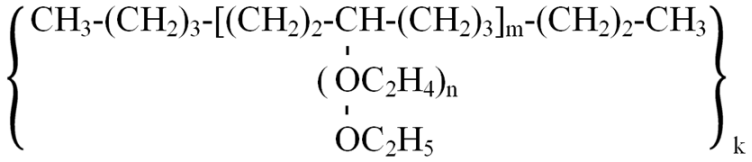 CH₃-(CH₂)₃-[(CH₂)₂-CH-(CH₂)₃]ₘ-(CH₂)₂-CH₃
( OC₂H₄)ₙ
OC₂H₅
k